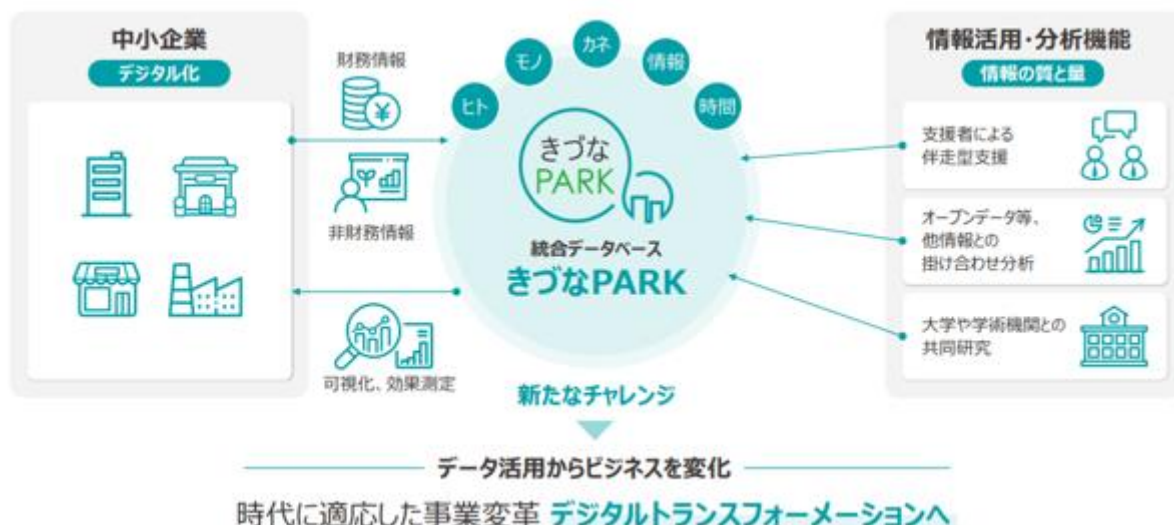 中小企業
デジタル化
財務情報
非財務情報
可視化、効果測定
ヒト
モノ
カネ
情報
時間
きづな
PARK
統合データベース
きづなPARK
新たなチャレンジ
情報活用・分析機能
情報の質と量
支援者による
伴走型支援
オープンデータ等、
他情報との
掛け合わせ分析
大学や学術機関との
共同研究
データ活用からビジネスを変化
時代に適応した事業変革 デジタルトランスフォーメーションへ